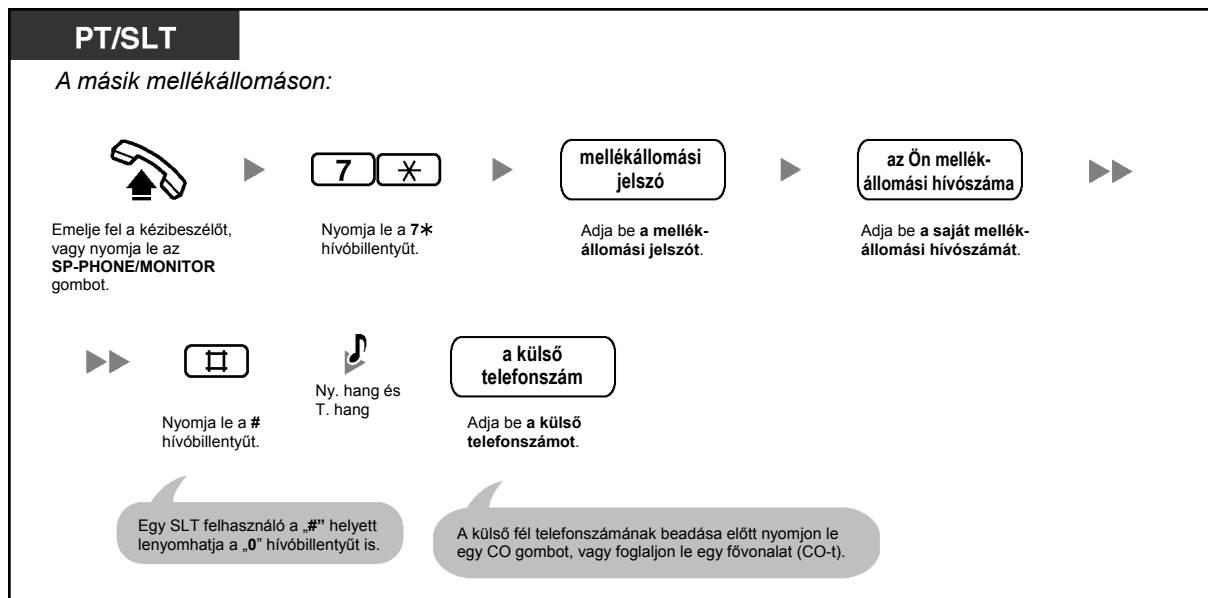 PT/SLT
A másik mellékállomáson:
7 *
mellékállomási
jelszó
az Ön mellék-
állomási hívószáma
Emelje fel a kézibeszélőt,
vagy nyomja le az
SP-PHONE/MONITOR
gombot.
Nyomja le a 7*
hívóbillentyűt.
Adja be a mellék-
állomási jelszót.
Adja be a saját mellék-
állomási hívószámát.
#
Ny. hang és
T. hang
a külső
telefonszám
Nyomja le a #
hívóbillentyűt.
Adja be a külső
telefonszámot.
Egy SLT felhasználó a „#” helyett
lenyomhatja a „0” hívóbillentyűt is.
A külső fél telefonszámának beadása előtt nyomjon le
egy CO gombot, vagy foglaljon le egy fővonalat (CO-t).